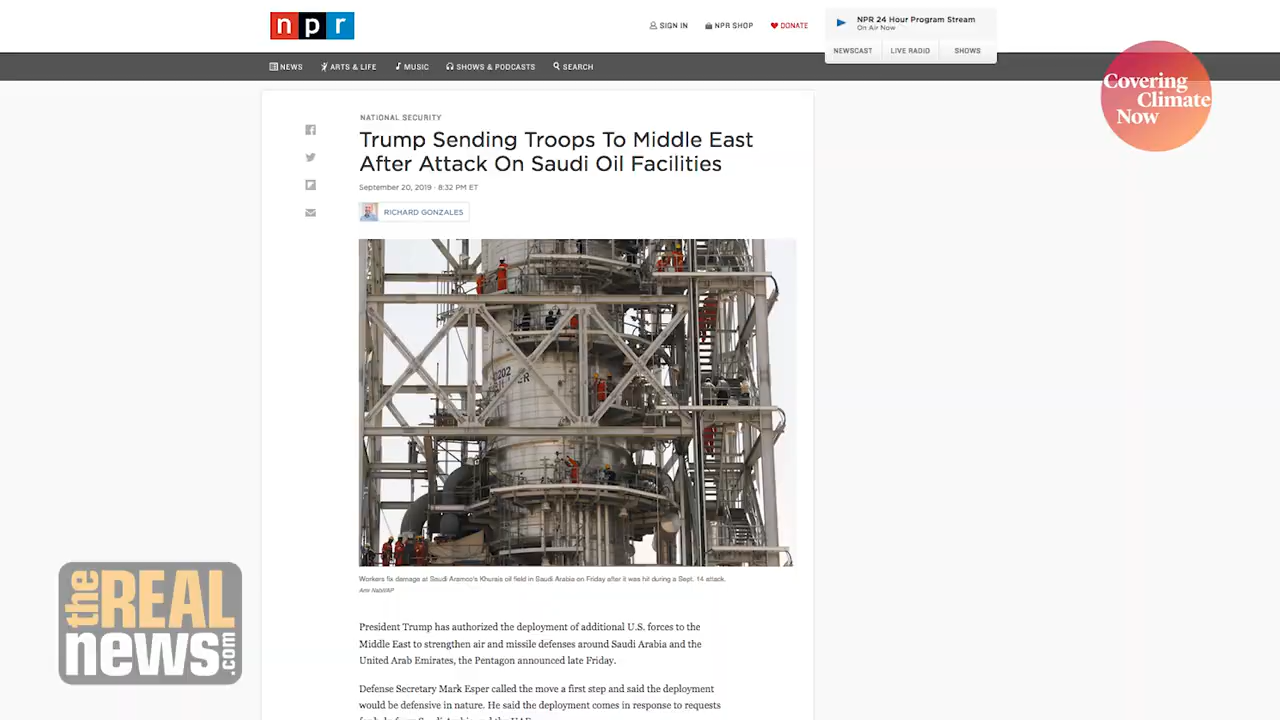 npr
SIGN IN
NPR SHOP
DONATE
NPR 24 Hour Program Stream
On Air Now
NEWSCAST
LIVE RADIO
SHOWS
NEWS
ARTS & LIFE
MUSIC
SHOWS & PODCASTS
SEARCH
Covering
Climate
Now
NATIONAL SECURITY
Trump Sending Troops To Middle East
After Attack On Saudi Oil Facilities
September 20, 2019 · 8:32 PM ET
RICHARD GONZALES
Workers fix damage at Saudi Aramco's Khurais oil field in Saudi Arabia on Friday after it was hit during a Sept. 14 attack.
Amr Nabil/AP
President Trump has authorized the deployment of additional U.S. forces to the
Middle East to strengthen air and missile defenses around Saudi Arabia and the
United Arab Emirates, the Pentagon announced late Friday.
Defense Secretary Mark Esper called the move a first step and said the deployment
would be defensive in nature. He said the deployment comes in response to requests
the REAL
news.com